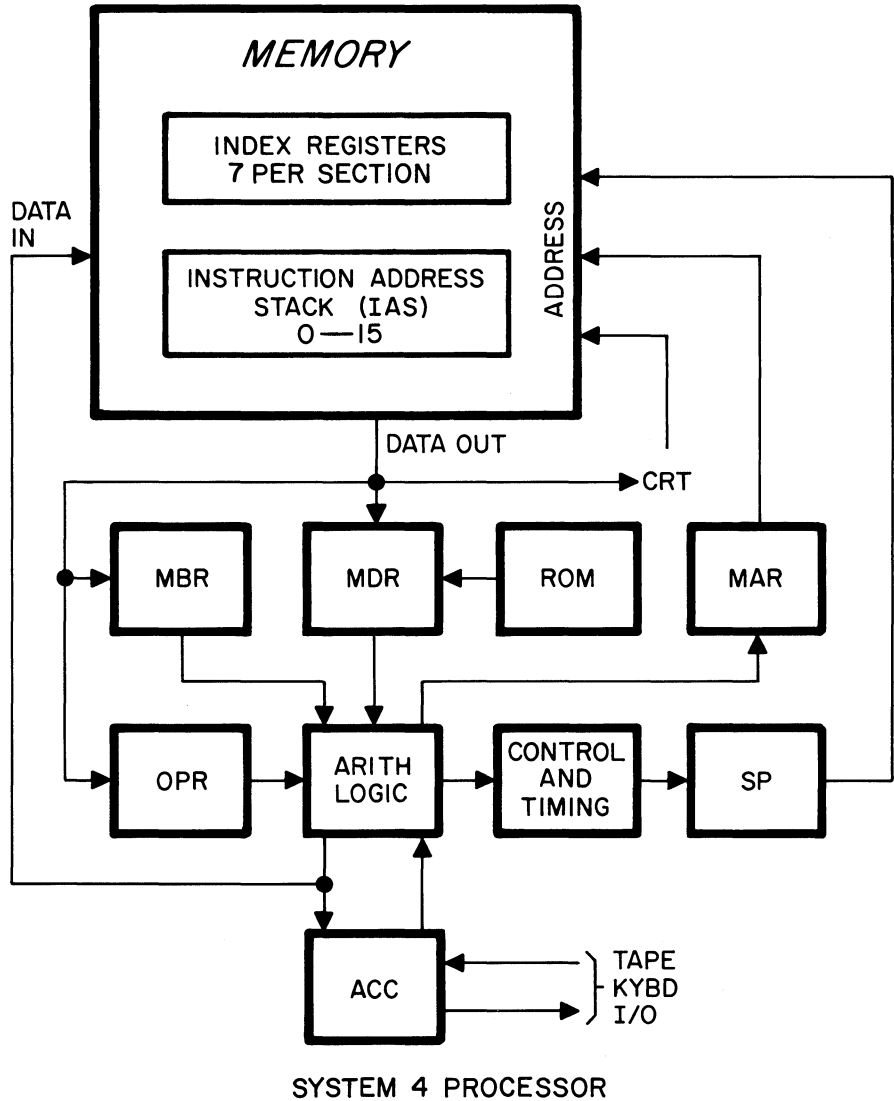 MEMORY
INDEX REGISTERS
7 PER SECTION
DATA
IN
INSTRUCTION ADDRESS
STACK (IAS)
0—15
ADDRESS
DATA OUT
CRT
MBR
MDR
ROM
MAR
OPR
ARITH
LOGIC
CONTROL
AND
TIMING
SP
ACC
TAPE
KYBD
I/O
SYSTEM 4 PROCESSOR